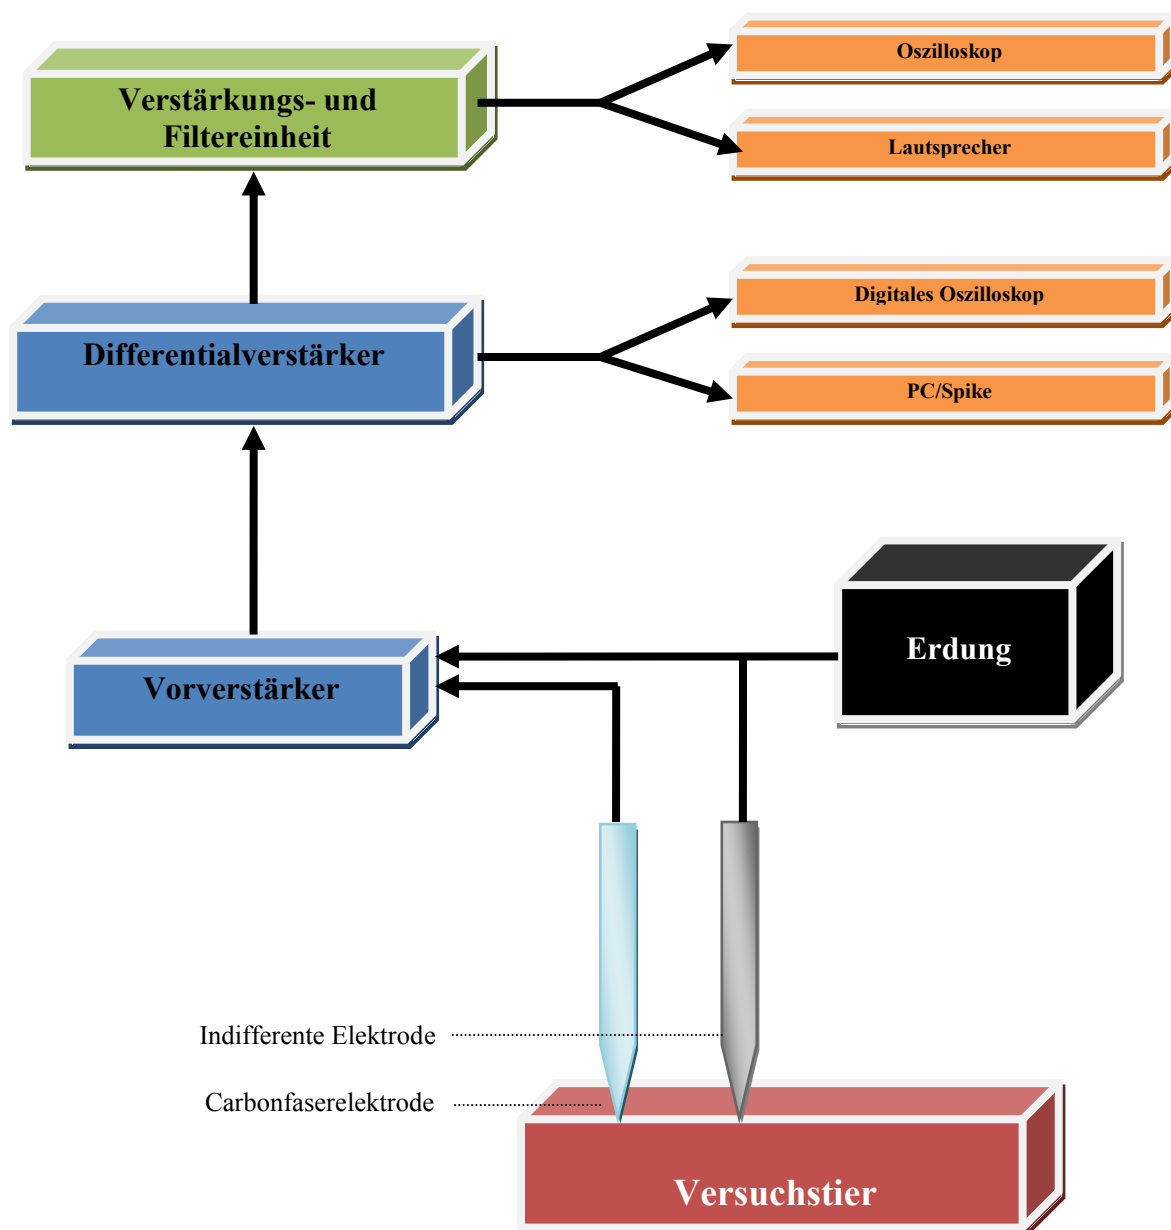 Oszilloskop
Verstärkungs- und
Filtereinheit
Lautsprecher
Digitales Oszilloskop
Differentialverstärker
PC/Spike
Erdung
Vorverstärker
Indifferente Elektrode
Carbonfaserelektrode
Versuchstier